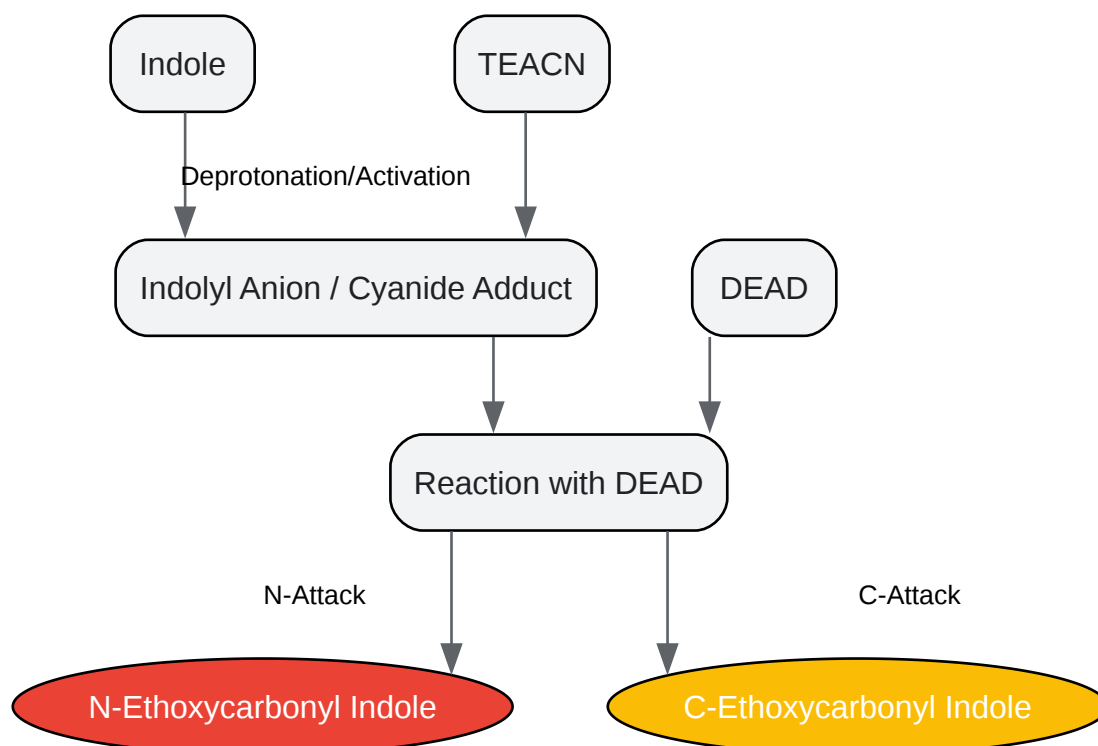 Indole
TEACN
Deprotonation/Activation
Indolyl Anion / Cyanide Adduct
DEAD
Reaction with DEAD
N-Attack
C-Attack
N-Ethoxycarbonyl Indole
C-Ethoxycarbonyl Indole